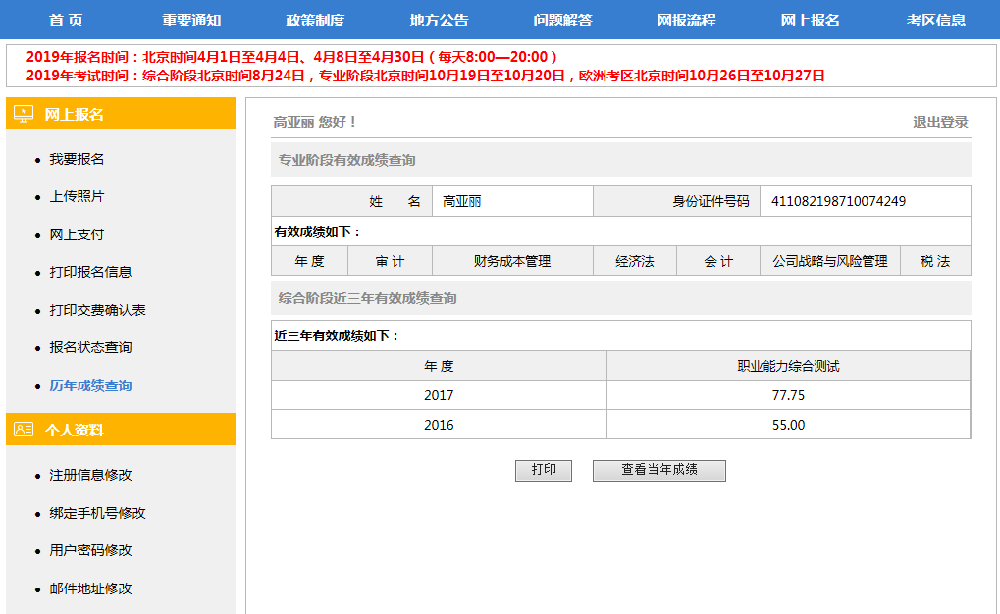 首 页 重要通知 政策制度 地方公告 问题解答 网报流程 网上报名 考区信息
2019年报名时间：北京时间4月1日至4月4日、4月8日至4月30日（每天8:00—20:00）
2019年考试时间：综合阶段北京时间8月24日，专业阶段北京时间10月19日至10月20日，欧洲考区北京时间10月26日至10月27日
网上报名
我要报名
上传照片
网上支付
打印报名信息
打印交费确认表
报名状态查询
历年成绩查询
个人资料
注册信息修改
绑定手机号修改
用户密码修改
邮件地址修改
高亚丽 您好！ 退出登录
专业阶段有效成绩查询
姓 名 高亚丽 身份证件号码 411082198710074249
有效成绩如下：
年 度 审 计 财务成本管理 经济法 会 计 公司战略与风险管理 税 法
综合阶段近三年有效成绩查询
近三年有效成绩如下：
年 度 职业能力综合测试
2017 77.75
2016 55.00
打印 查看当年成绩